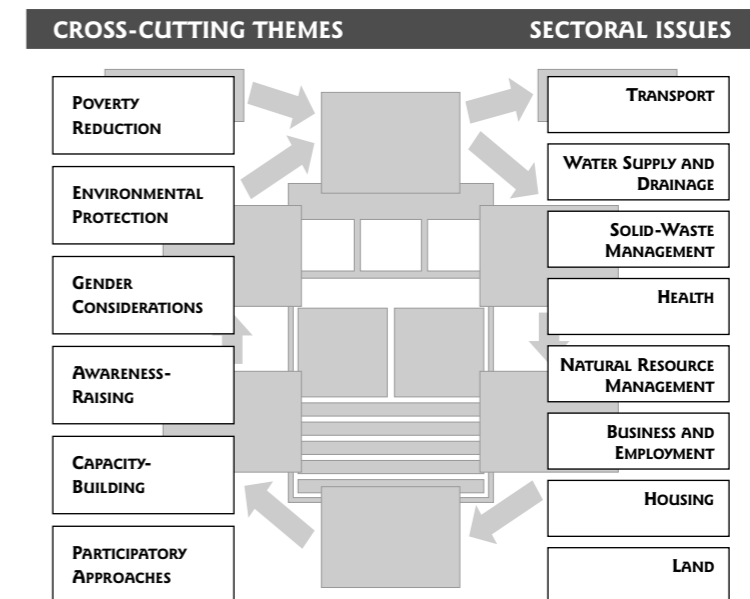 CROSS-CUTTING THEMES
SECTORAL ISSUES
POVERTY
REDUCTION
ENVIRONMENTAL
PROTECTION
GENDER
CONSIDERATIONS
AWARENESS-
RAISING
CAPACITY-
BUILDING
PARTICIPATORY
APPROACHES
TRANSPORT
WATER SUPPLY AND
DRAINAGE
SOLID-WASTE
MANAGEMENT
HEALTH
NATURAL RESOURCE
MANAGEMENT
BUSINESS AND
EMPLOYMENT
HOUSING
LAND